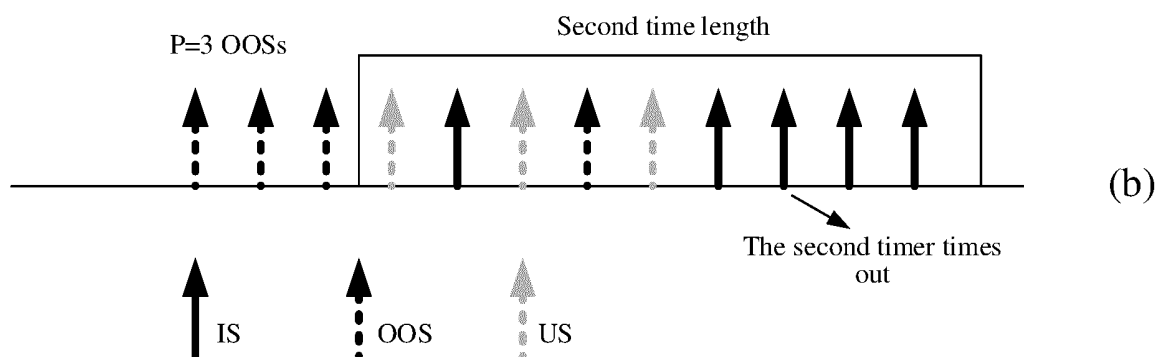 Second time length
P=3 OOSs
(b)
The second timer times
out
IS
OOS
US